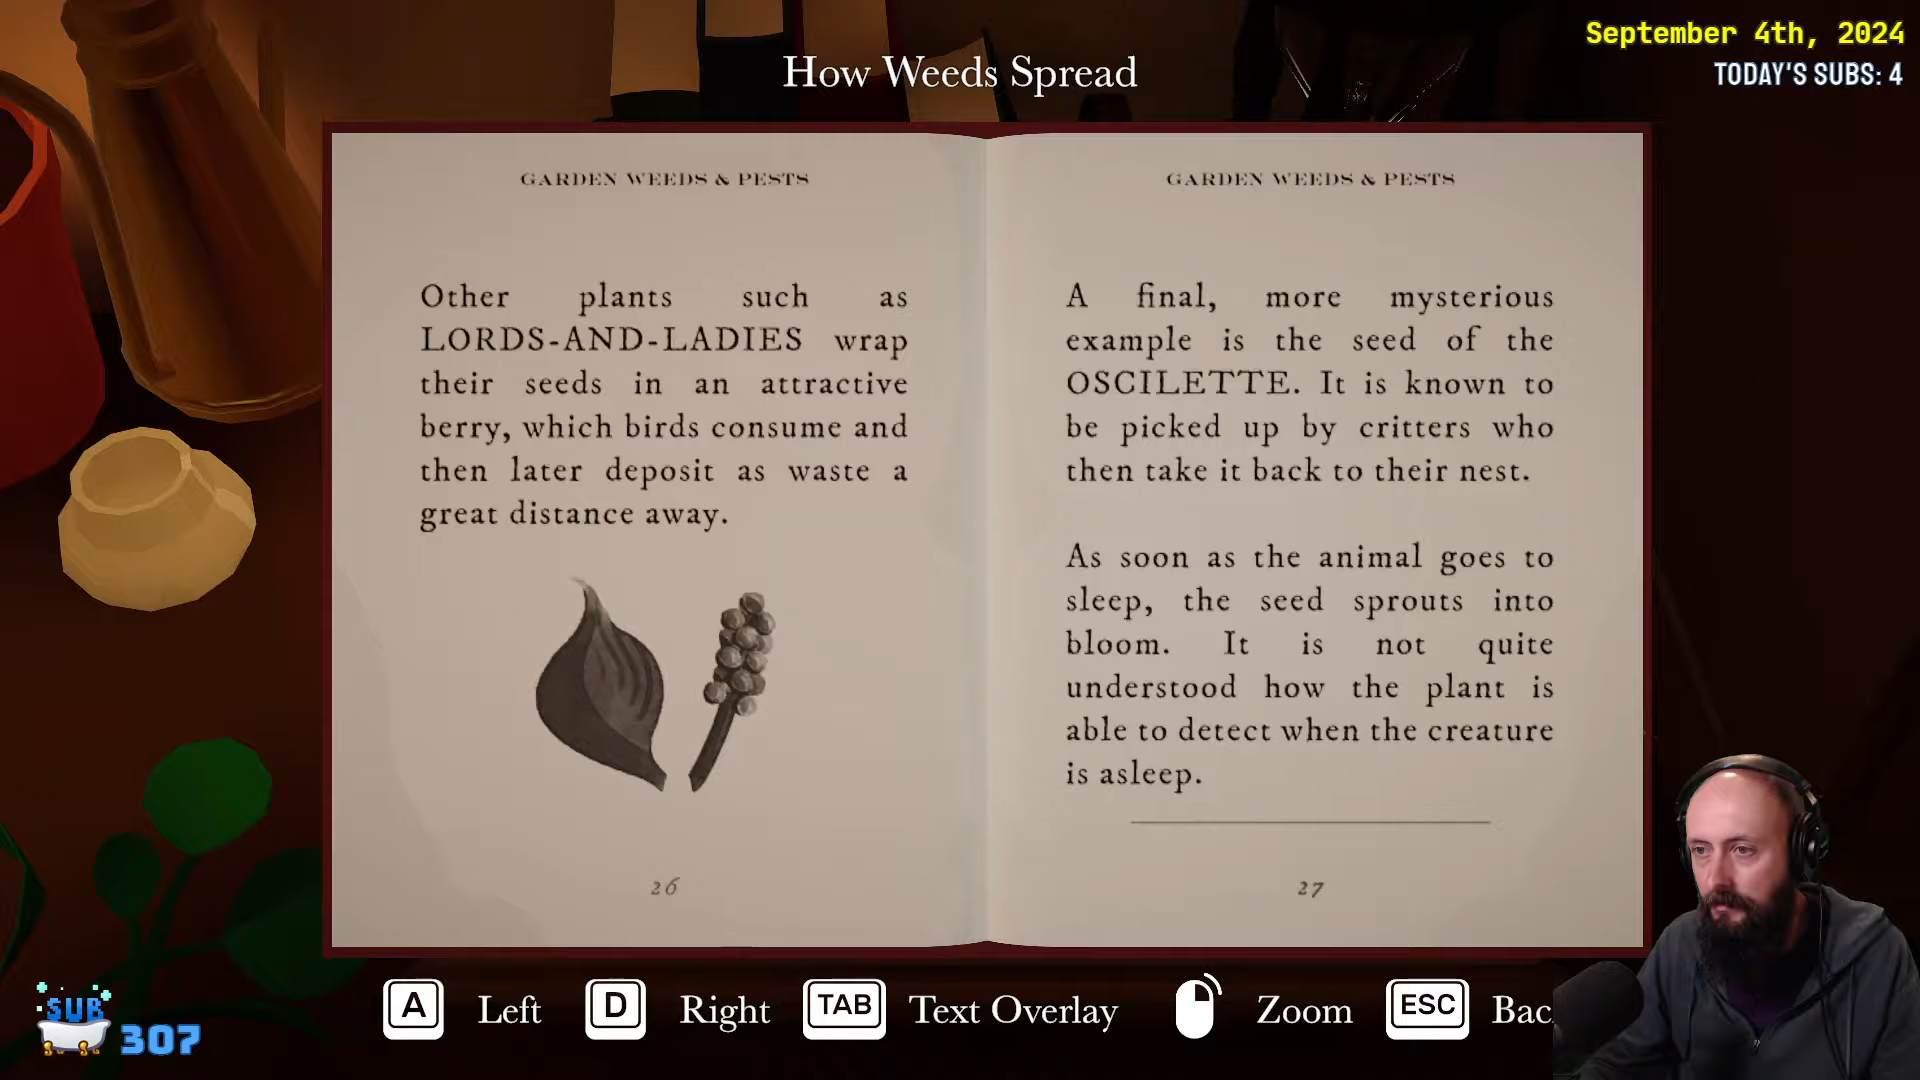 September 4th, 2024
TODAY'S SUBS: 4
How Weeds Spread
GARDEN WEEDS & PESTS
Other plants such as
LORDS-AND-LADIES wrap
their seeds in an attractive
berry, which birds consume and
then later deposit as waste a
great distance away.
26
GARDEN WEEDS & PESTS
A final, more mysterious
example is the seed of the
OSCILETTE. It is known to
be picked up by critters who
then take it back to their nest.
As soon as the animal goes to
sleep, the seed sprouts into
bloom. It is not quite
understood how the plant is
able to detect when the creature
is asleep.
27
SUB 307
A Left D Right TAB Text Overlay Zoom ESC Bac